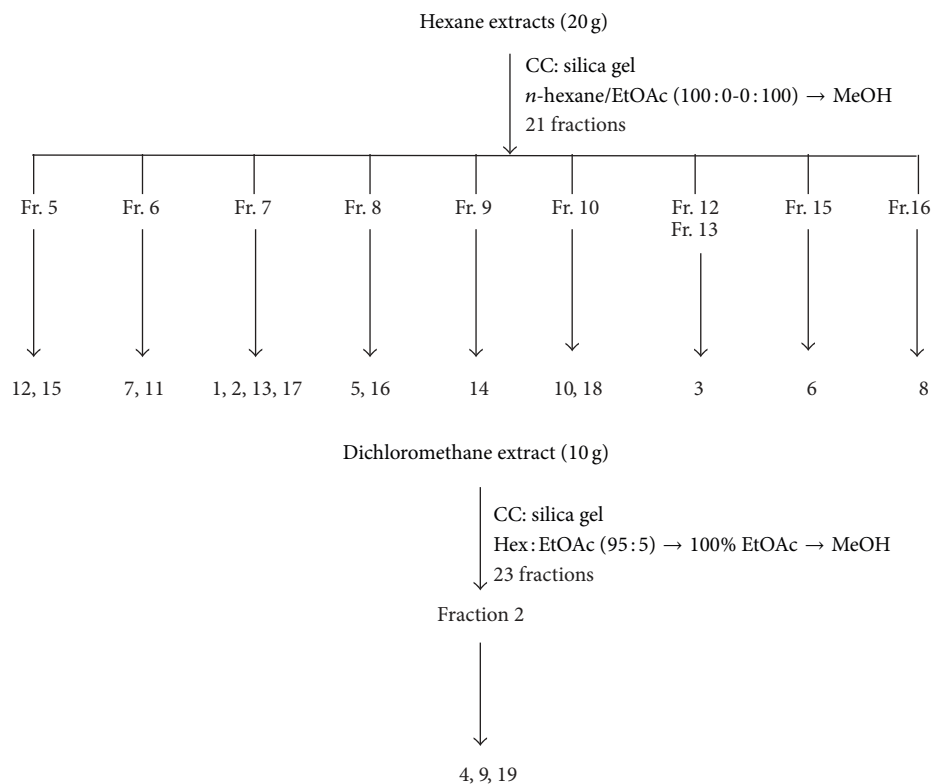 Hexane extracts (20 g)
CC: silica gel
n-hexane/EtOAc (100:0-0:100) → MeOH
21 fractions
Fr. 5 Fr. 6 Fr. 7 Fr. 8 Fr. 9 Fr. 10 Fr. 12 Fr. 15 Fr.16
Fr. 13
12, 15 7, 11 1, 2, 13, 17 5, 16 14 10, 18 3 6 8
Dichloromethane extract (10 g)
CC: silica gel
Hex:EtOAc (95:5) → 100% EtOAc → MeOH
23 fractions
Fraction 2
4, 9, 19